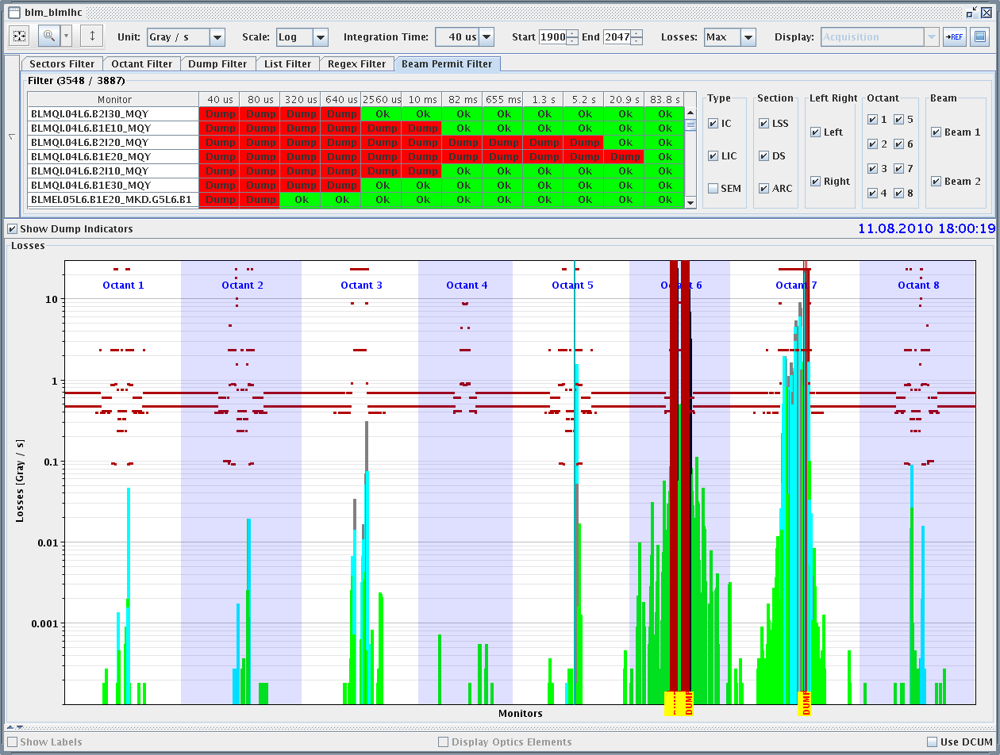 blm_blmlhc
Unit: Gray / s Scale: Log Integration Time: 40 us Start 1900 End 2047 Losses: Max Display: Acquisition →REF
Sectors Filter Octant Filter Dump Filter List Filter Regex Filter Beam Permit Filter
Filter (3548 / 3887)
Monitor 40 us 80 us 320 us 640 us 2560 us 10 ms 82 ms 655 ms 1.3 s 5.2 s 20.9 s 83.8 s
BLMQI.04L6.B2I30_MQY Dump Dump Dump Dump Ok Ok Ok Ok Ok Ok Ok Ok
BLMQI.04L6.B1E10_MQY Dump Dump Dump Dump Dump Dump Ok Ok Ok Ok Ok Ok
BLMQI.04L6.B2I20_MQY Dump Dump Dump Dump Dump Dump Dump Dump Dump Dump Ok Ok
BLMQI.04L6.B1E20_MQY Dump Dump Dump Dump Dump Dump Dump Dump Dump Dump Dump Ok
BLMQI.04L6.B2I10_MQY Dump Dump Dump Dump Dump Dump Ok Ok Ok Ok Ok Ok
BLMQI.04L6.B1E30_MQY Dump Dump Dump Dump Ok Ok Ok Ok Ok Ok Ok Ok
BLMEI.05L6.B1E20_MKD.G5L6.B1 Dump Dump Ok Ok Ok Ok Ok Ok Ok Ok Ok Ok
Type Section Left Right Octant Beam
IC LSS Left 1 5 Beam 1
2 6
LIC DS
3 7
SEM ARC Right 4 8 Beam 2
Show Dump Indicators 11.08.2010 18:00:19
Losses
Octant 1 Octant 2 Octant 3 Octant 4 Octant 5 Octant 6 Octant 7 Octant 8
10
1
0.1
0.01
0.001
Losses [Gray / s]
DUMP DUMP
Monitors
Show Labels Display Optics Elements Use DCUM